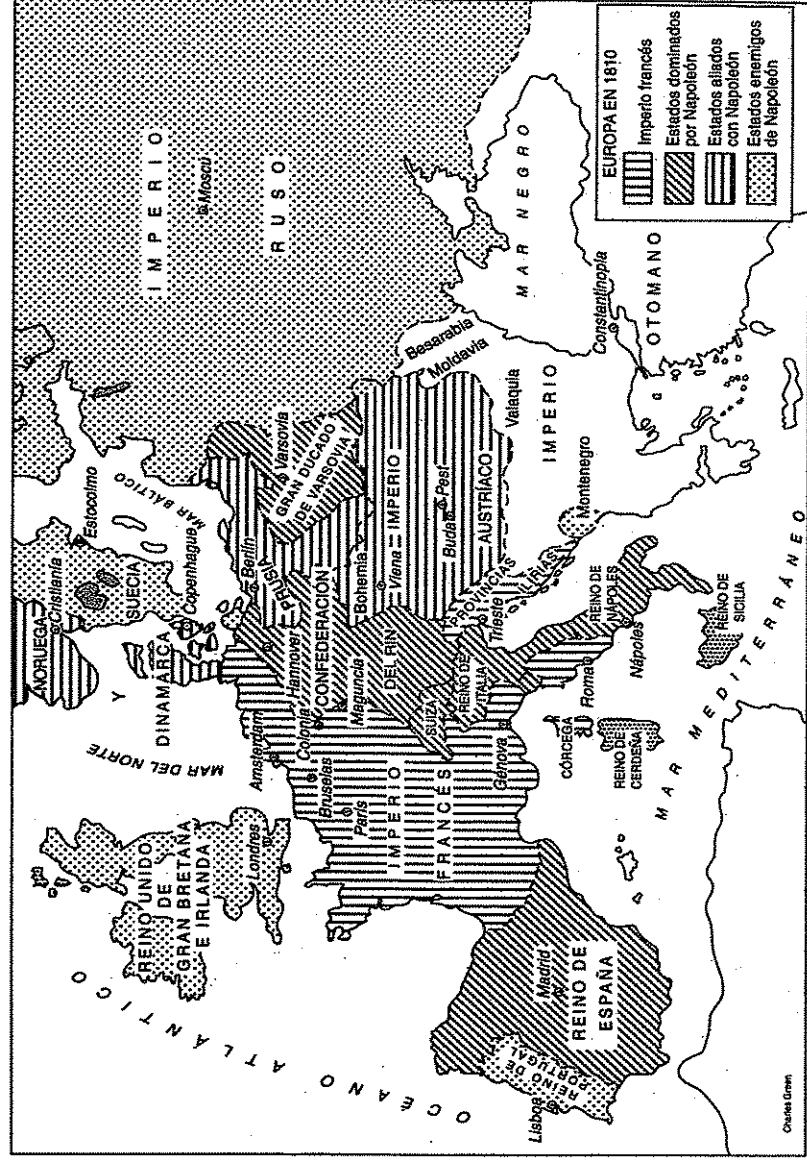 EUROPA EN 1810
Imperio francés
Estados dominados
por Napoleón
Estados aliados
con Napoleón
Estados enemigos
de Napoleón
OCÉANO ATLÁNTICO
REINO UNIDO
DE
GRAN BRETAÑA
E IRLANDA
Londres
MAR DEL NORTE
NORUEGA
Cristiania
Y
DINAMARCA
Copenhague
SUECIA
Estocolmo
MAR BÁLTICO
IMPERIO
RUSO
Moscú
Amsterdam
Bruselas
París
IMPERIO
FRANCÉS
Colonia
Hannover
Berlín
PRUSIA
CONFEDERACIÓN
DEL RIN
Maguncia
Varsovia
GRAN DUCADO
DE VARSOVIA
Bohemia
Viena
IMPERIO
AUSTRÍACO
Buda
Pest
Besarabia
Moldavia
Valaquia
SUIZA
REINO DE
ITALIA
Génova
Trieste
PROVINCIAS
ILIRIAS
Montenegro
IMPERIO
OTOMANO
Constantinopla
MAR NEGRO
Roma
REINO DE
NÁPOLES
Nápoles
REINO DE
SICILIA
CÓRCEGA
REINO DE
CERDEÑA
MAR MEDITERRÁNEO
Madrid
REINO DE
ESPAÑA
REINO DE
PORTUGAL
Lisboa
Charles Green